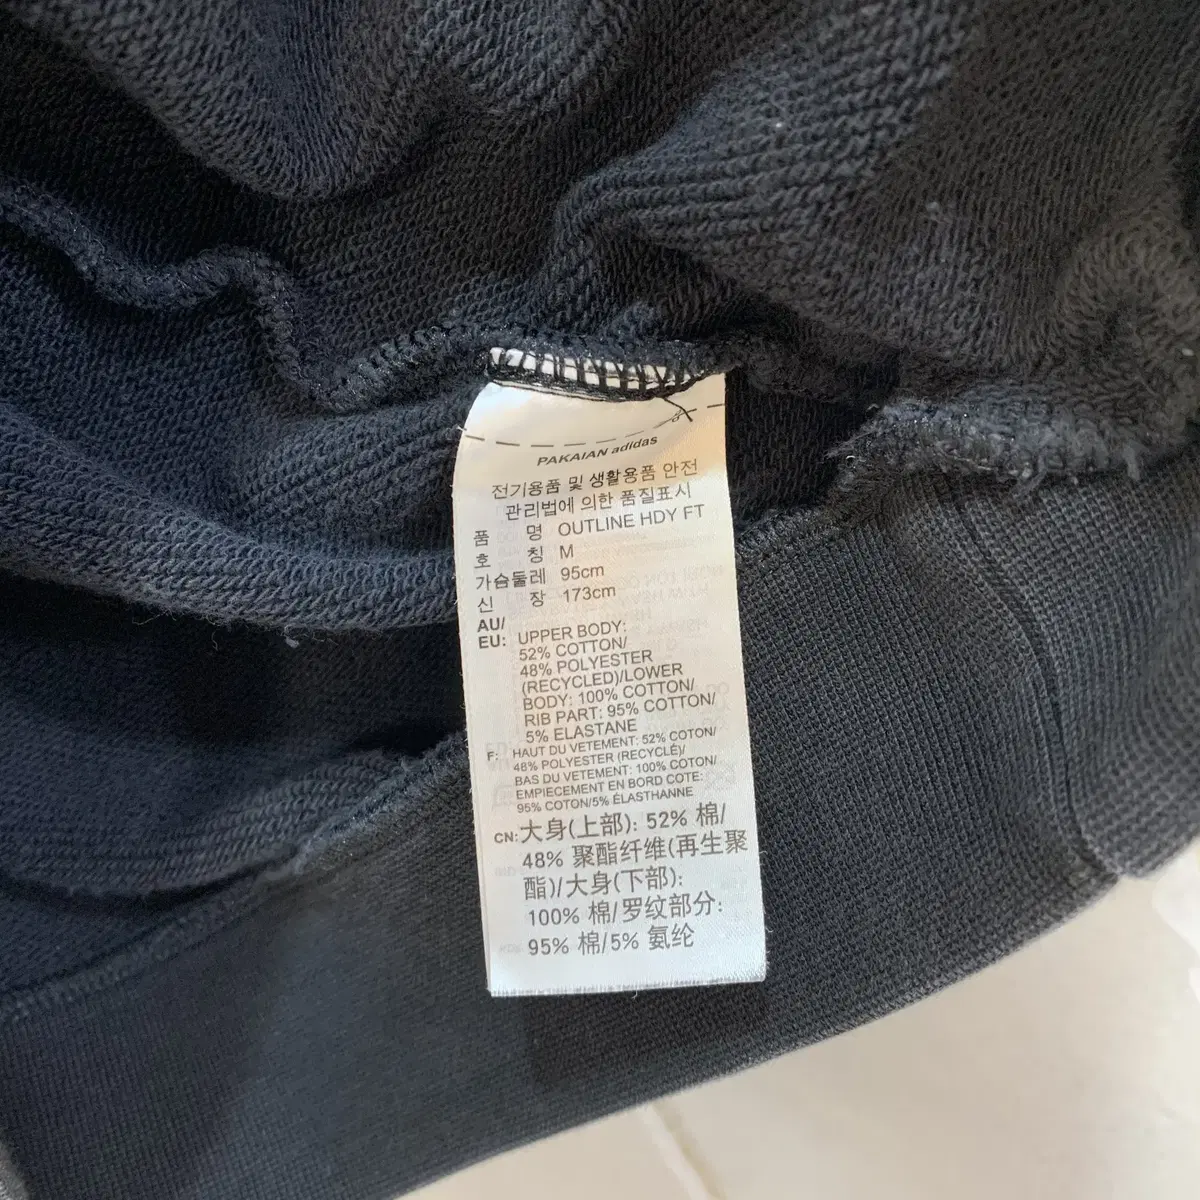 PAKAIAN adidas
전기용품 및 생활용품 안전
관리법에 의한 품질표시
품 명 OUTLINE HDY FT
호 칭 M
가슴둘레 95cm
신 장 173cm
AU/
EU: UPPER BODY:
52% COTTON/
48% POLYESTER
(RECYCLED)/LOWER
BODY: 100% COTTON/
RIB PART: 95% COTTON/
5% ELASTANE
F: HAUT DU VETEMENT: 52% COTON/
48% POLYESTER (RECYCLÉ)/
BAS DU VETEMENT: 100% COTON/
EMPIECEMENT EN BORD COTE:
95% COTON/5% ÉLASTHANNE
CN: 大身(上部): 52% 棉/
48% 聚酯纤维(再生聚
酯)/大身(下部):
100% 棉/罗纹部分:
95% 棉/5% 氨纶